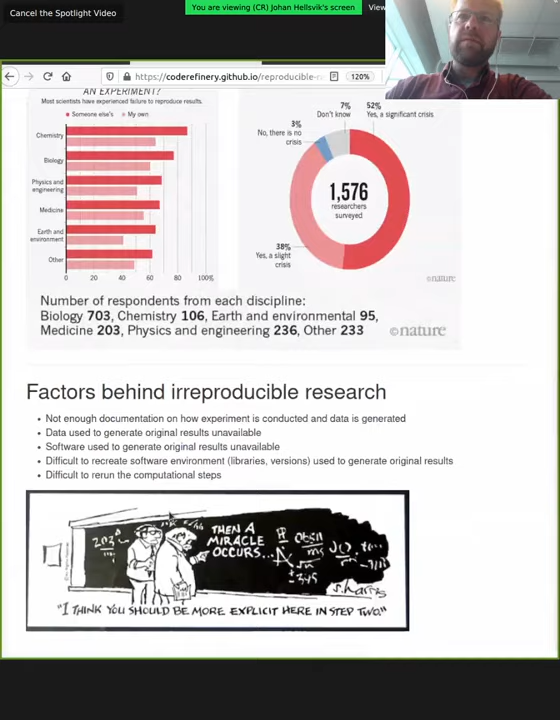 Cancel the Spotlight Video
You are viewing (CR) Johan Hellsvik's screen
View
https://coderefinery.github.io/reproducible-r
120%
AN EXPERIMENT?
Most scientists have experienced failure to reproduce results.
Someone else's
My own
Chemistry
Biology
Physics and
engineering
Medicine
Earth and
environment
Other
0 20 40 60 80 100%
7%
Don't know
52%
Yes, a significant crisis
3%
No, there is no
crisis
1,576
researchers
surveyed
38%
Yes, a slight
crisis
©nature
Number of respondents from each discipline:
Biology 703, Chemistry 106, Earth and environmental 95,
Medicine 203, Physics and engineering 236, Other 233
©nature
Factors behind irreproducible research
Not enough documentation on how experiment is conducted and data is generated
Data used to generate original results unavailable
Software used to generate original results unavailable
Difficult to recreate software environment (libraries, versions) used to generate original results
Difficult to rerun the computational steps
THEN A
MIRACLE
OCCURS...
S. Harris
"I THINK YOU SHOULD BE MORE EXPLICIT HERE IN STEP TWO."